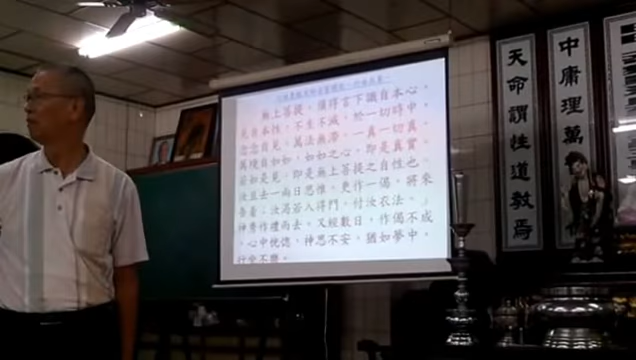 無上菩提，須得言下識自本心，
見自本性，不生不滅，於一切時中，
念念自見，萬法無滯，一真一切真，
萬境自如如，如如之心，即是真實。
若如是見，即是無上菩提之自性也。
汝且去一兩日思惟，更作一偈，將來
吾看，汝偈若入得門，付汝衣法。」
神秀作禮而出，又經數日，作偈不成
，心中恍惚，神思不安，猶如夢中，
行坐不樂。
天命謂性道教焉
中庸理萬